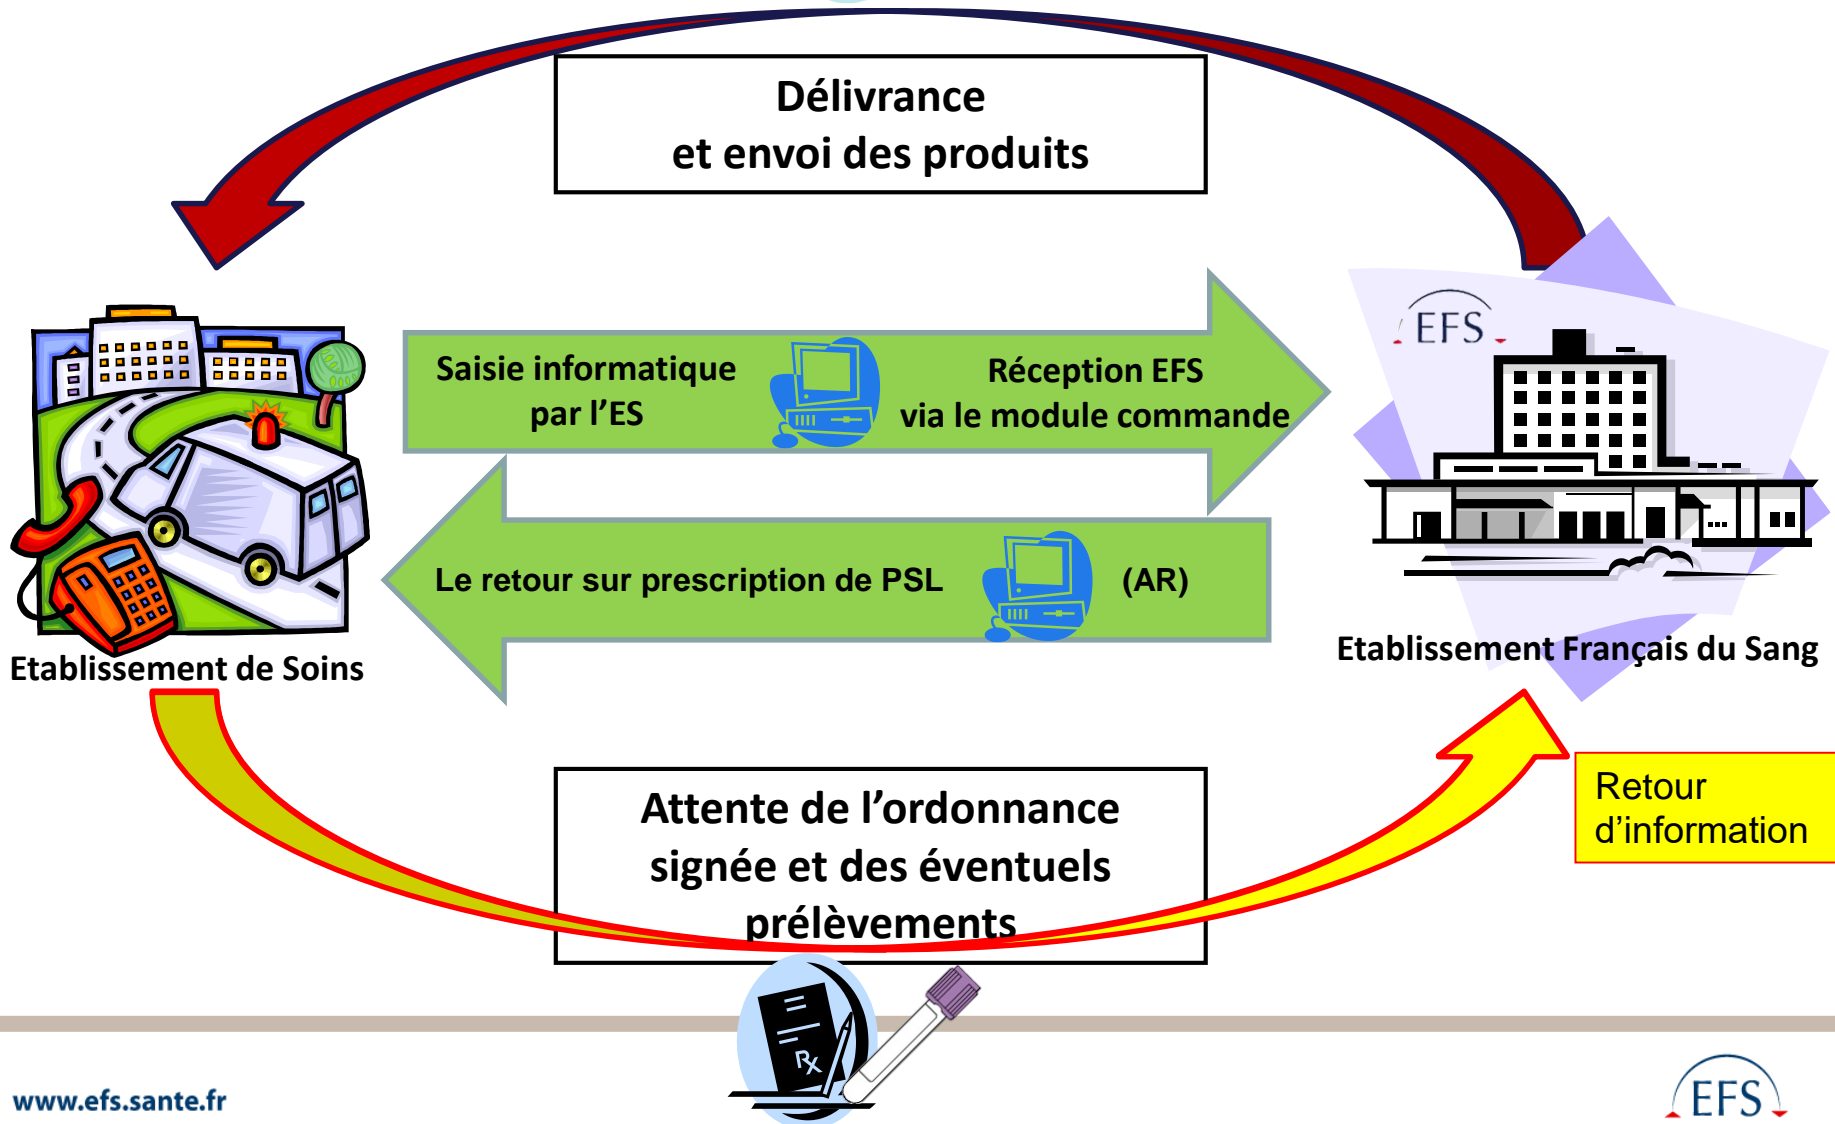 Délivrance
et envoi des produits
Saisie informatique
par l’ES
Réception EFS
via le module commande
EFS
Le retour sur prescription de PSL
(AR)
Etablissement de Soins
Etablissement Français du Sang
Attente de l’ordonnance
signée et des éventuels
prélèvements
Retour
d’information
Rx
www.efs.sante.fr
EFS